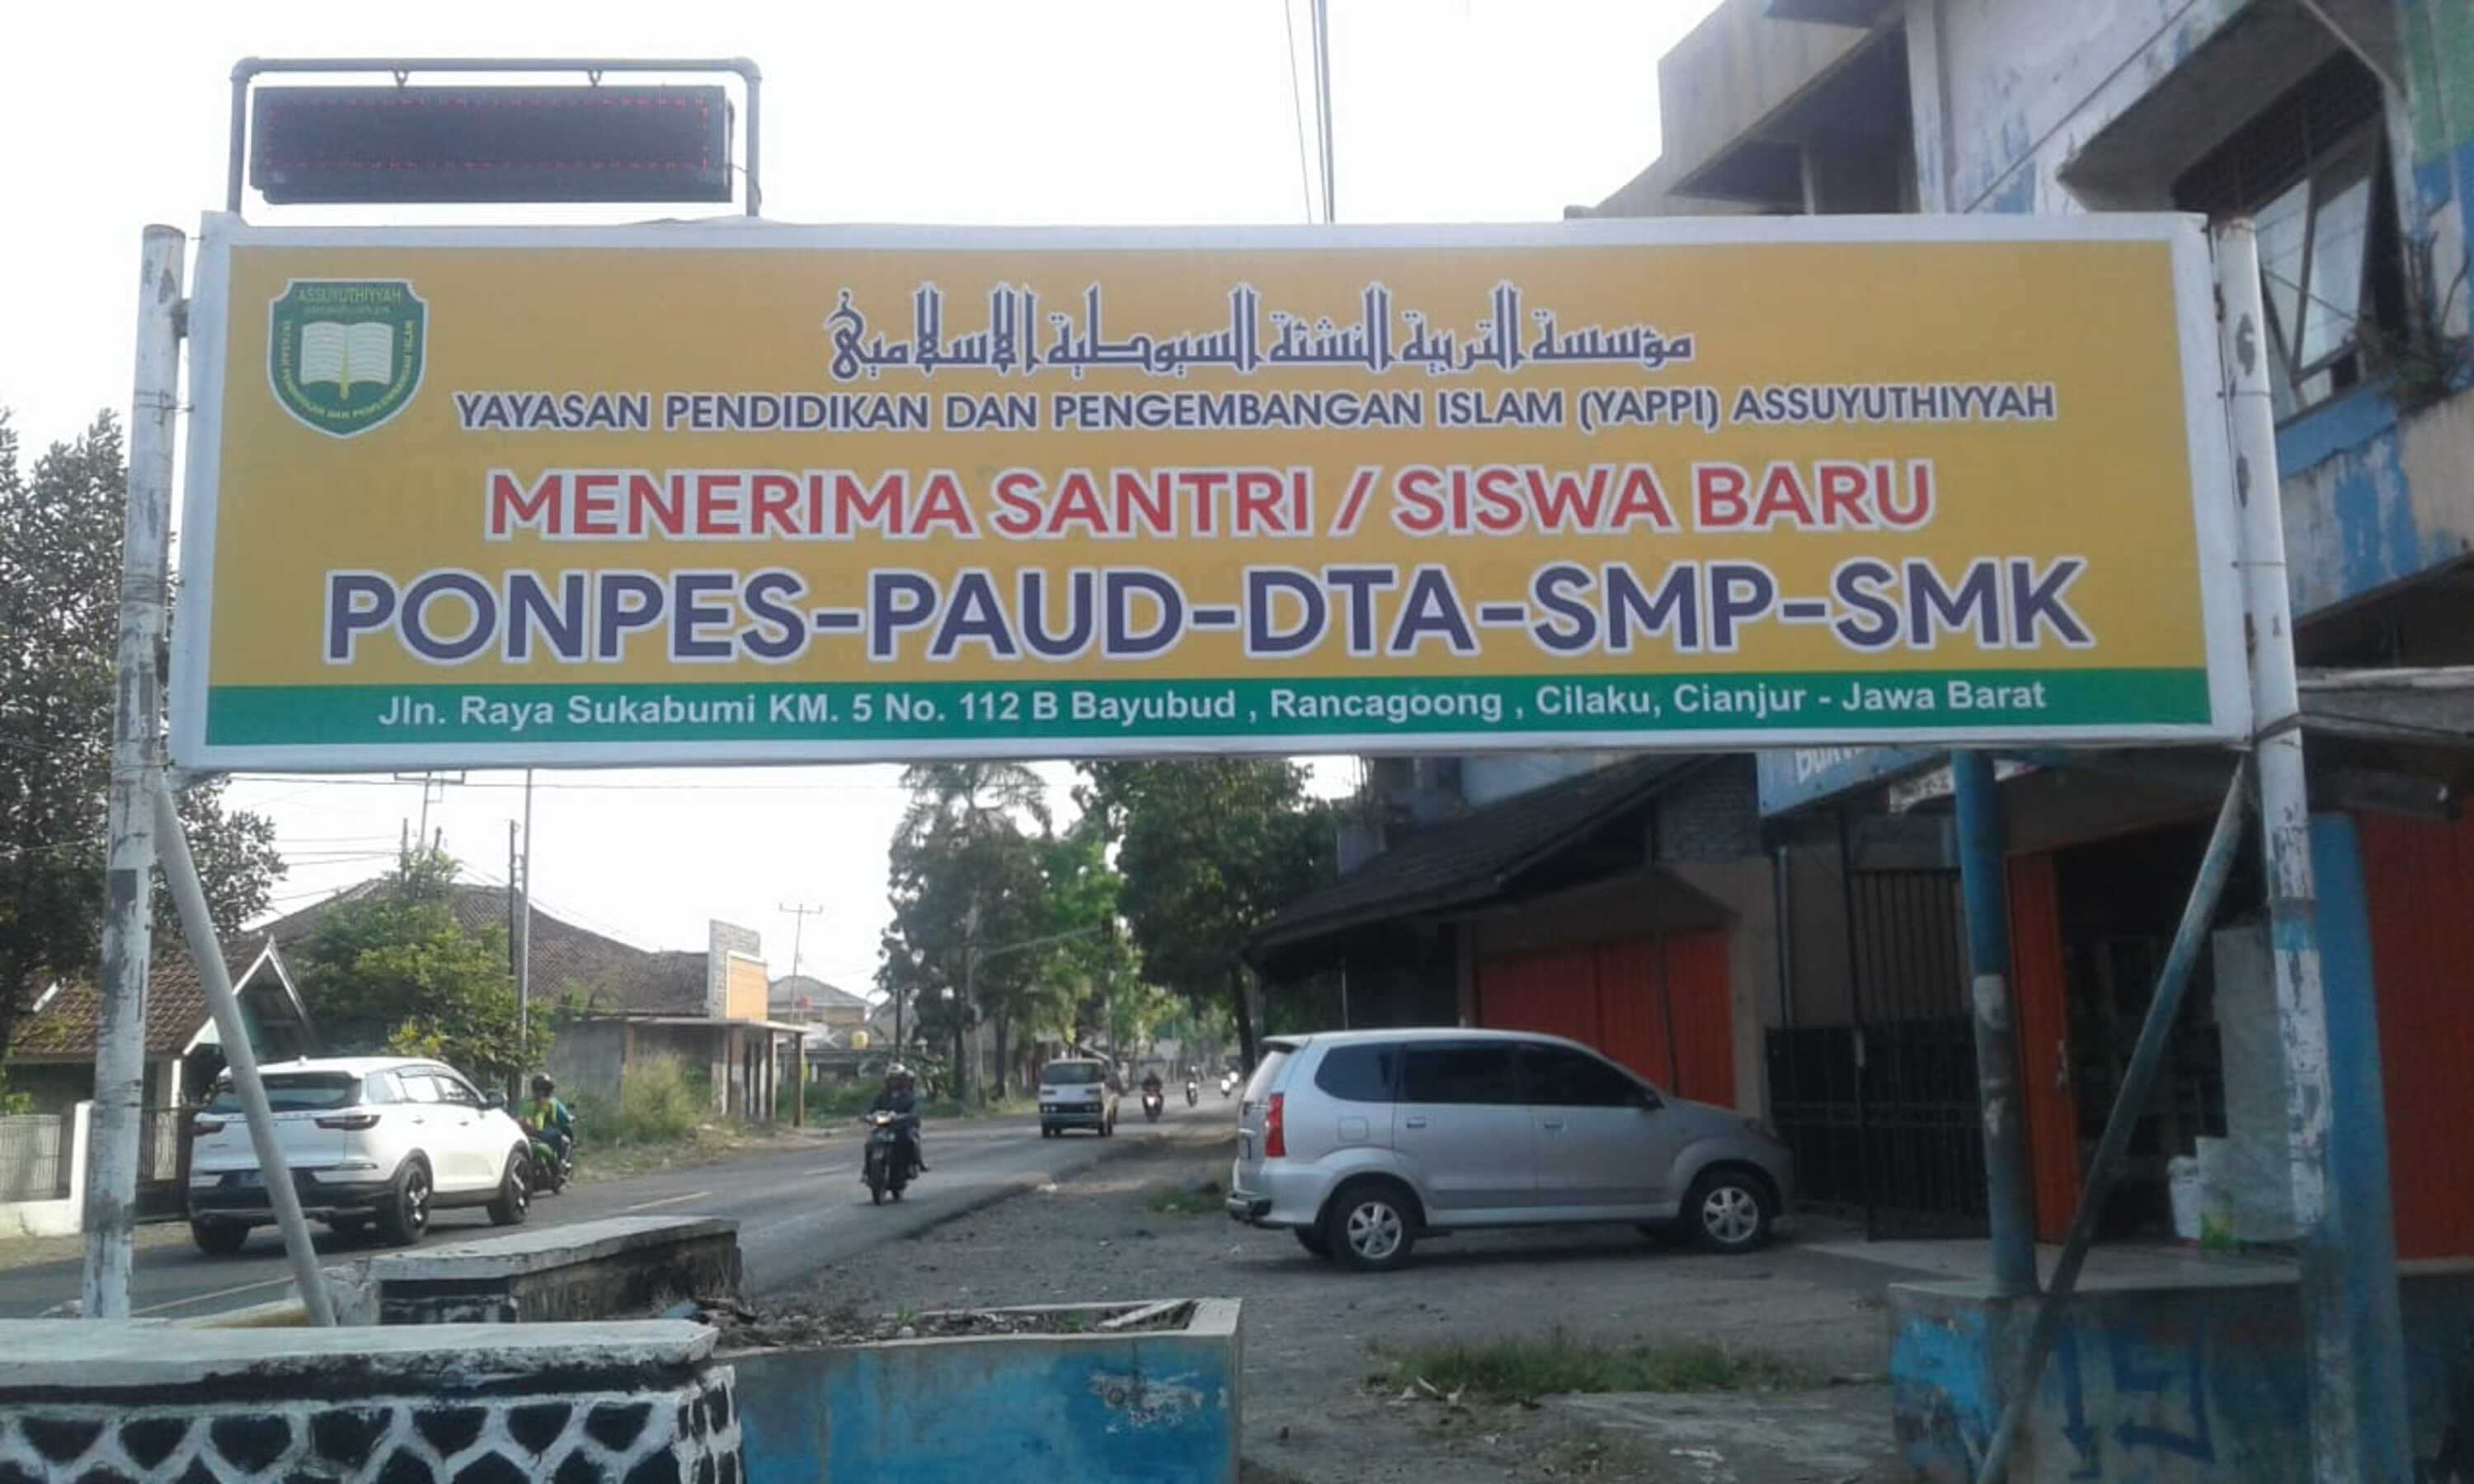 ASSUYUTHIYYAH
مؤسسة التربية النشئة السيوطية الإسلامية
YAYASAN PENDIDIKAN DAN PENGEMBANGAN ISLAM (YAPPI) ASSUYUTHIYYAH
MENERIMA SANTRI / SISWA BARU
PONPES-PAUD-DTA-SMP-SMK
Jln. Raya Sukabumi KM. 5 No. 112 B Bayubud , Rancagoong , Cilaku, Cianjur - Jawa Barat